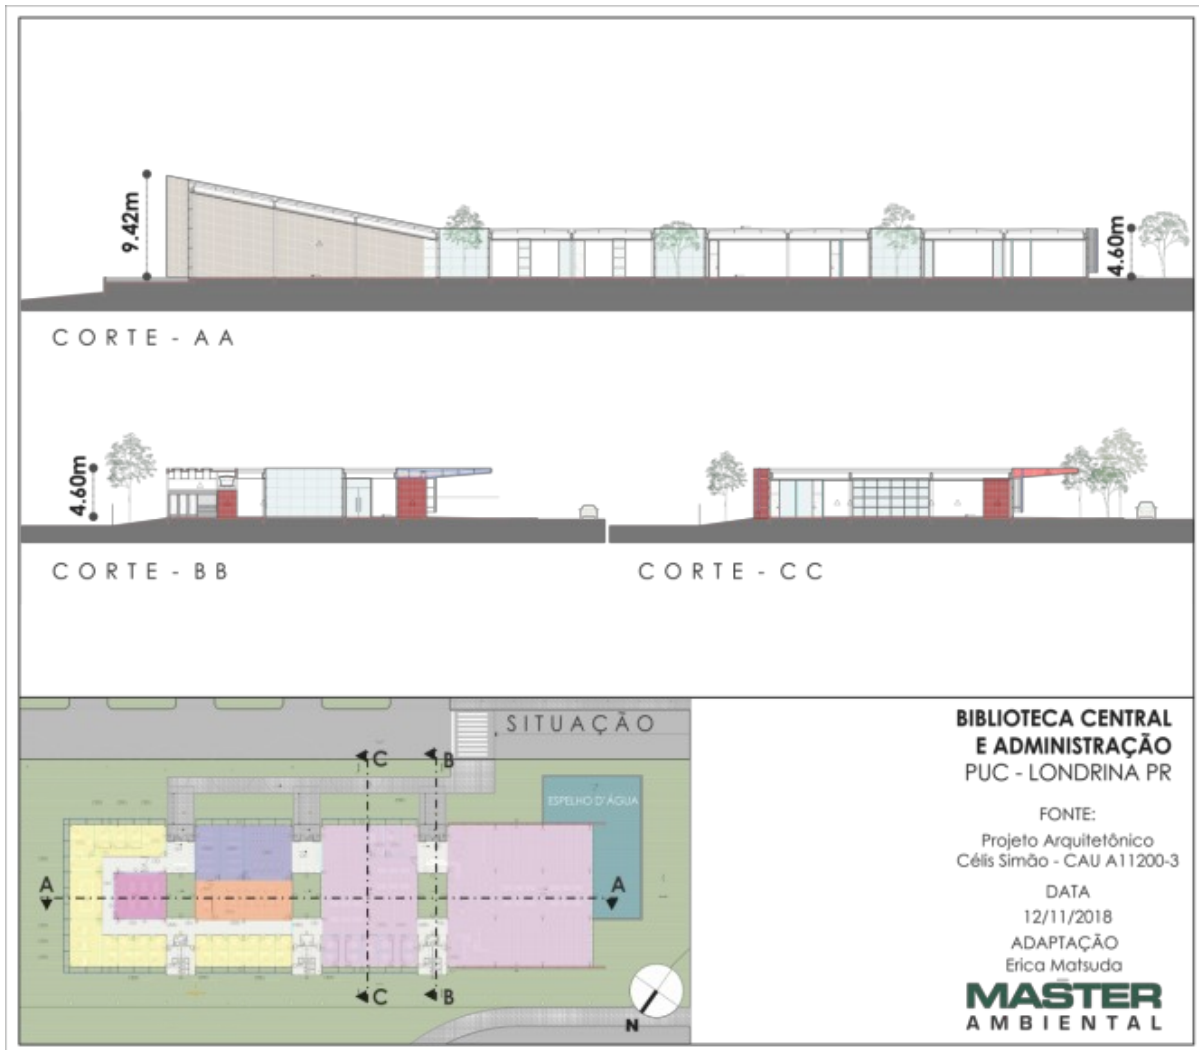 9.42m
4.60m
CORTE - AA
4.60m
CORTE - BB
CORTE - CC
SITUAÇÃO
C
B
ESPELHO D'ÁGUA
A
A
C
B
N
BIBLIOTECA CENTRAL
E ADMINISTRAÇÃO
PUC - LONDRINA PR
FONTE:
Projeto Arquitetônico
Célis Simão - CAU A11200-3
DATA
12/11/2018
ADAPTAÇÃO
Erica Matsuda
MASTER
AMBIENTAL